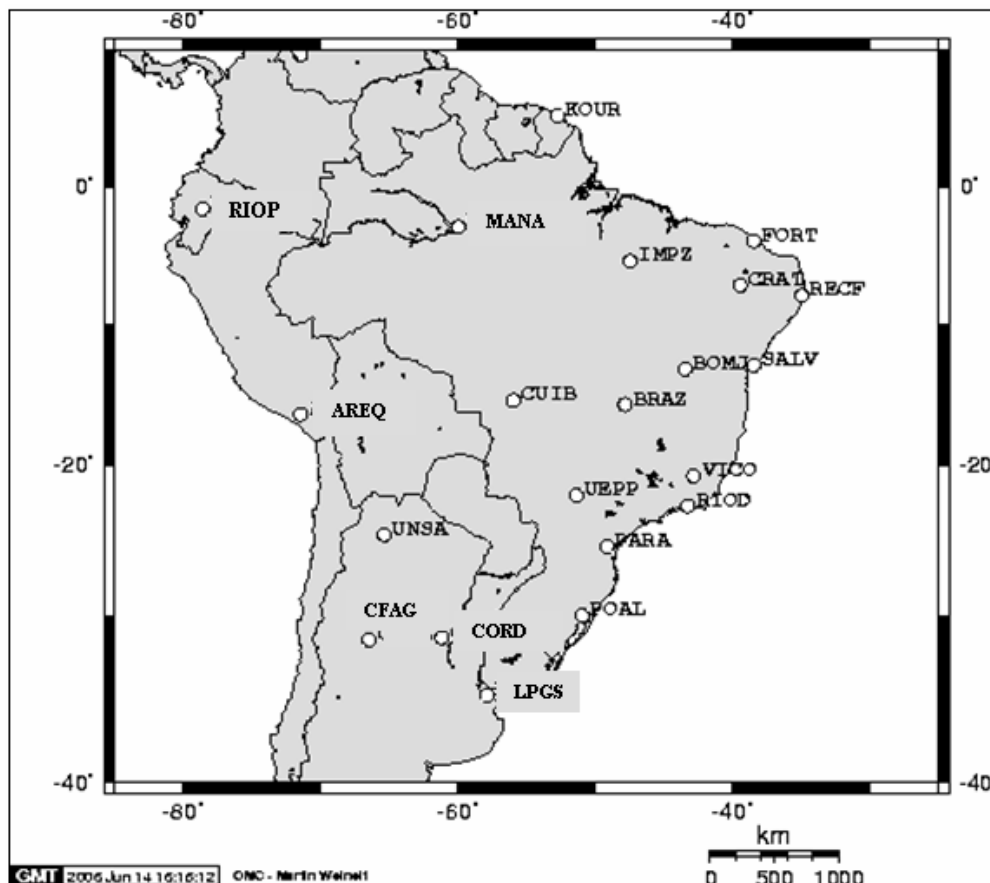 -80° -60° -40°
KOUR
0° 0°
RIOP MANA
FORT
IMPZ
CRAT
RECF
BOMJ SALV
CUIB BRAZ
AREQ
-20° -20
VICO
UEPP
RIOD
UNSA
PARA
CFAG
POAL
CORD
LPGS
-40° -40
-80° -60° -40°
km
0 500 1000
GMT 2006 Jun 14 16:16:12 OMC - Martin Weinelt